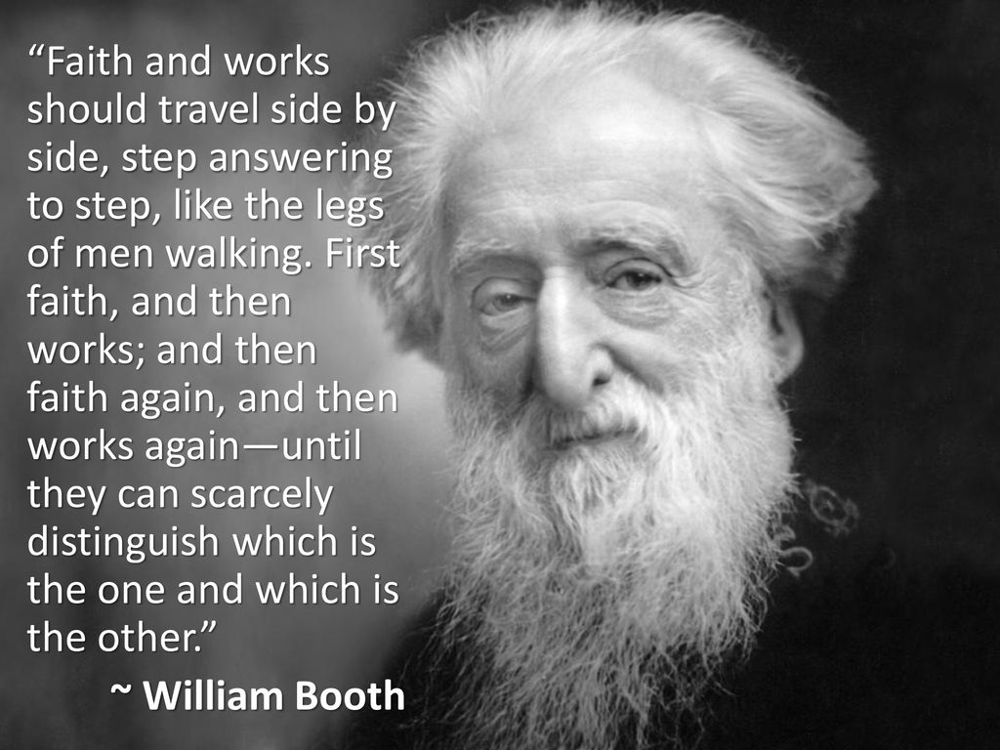 “Faith and works
should travel side by
side, step answering
to step, like the legs
of men walking. First
faith, and then
works; and then
faith again, and then
works again—until
they can scarcely
distinguish which is
the one and which is
the other.”
~ William Booth